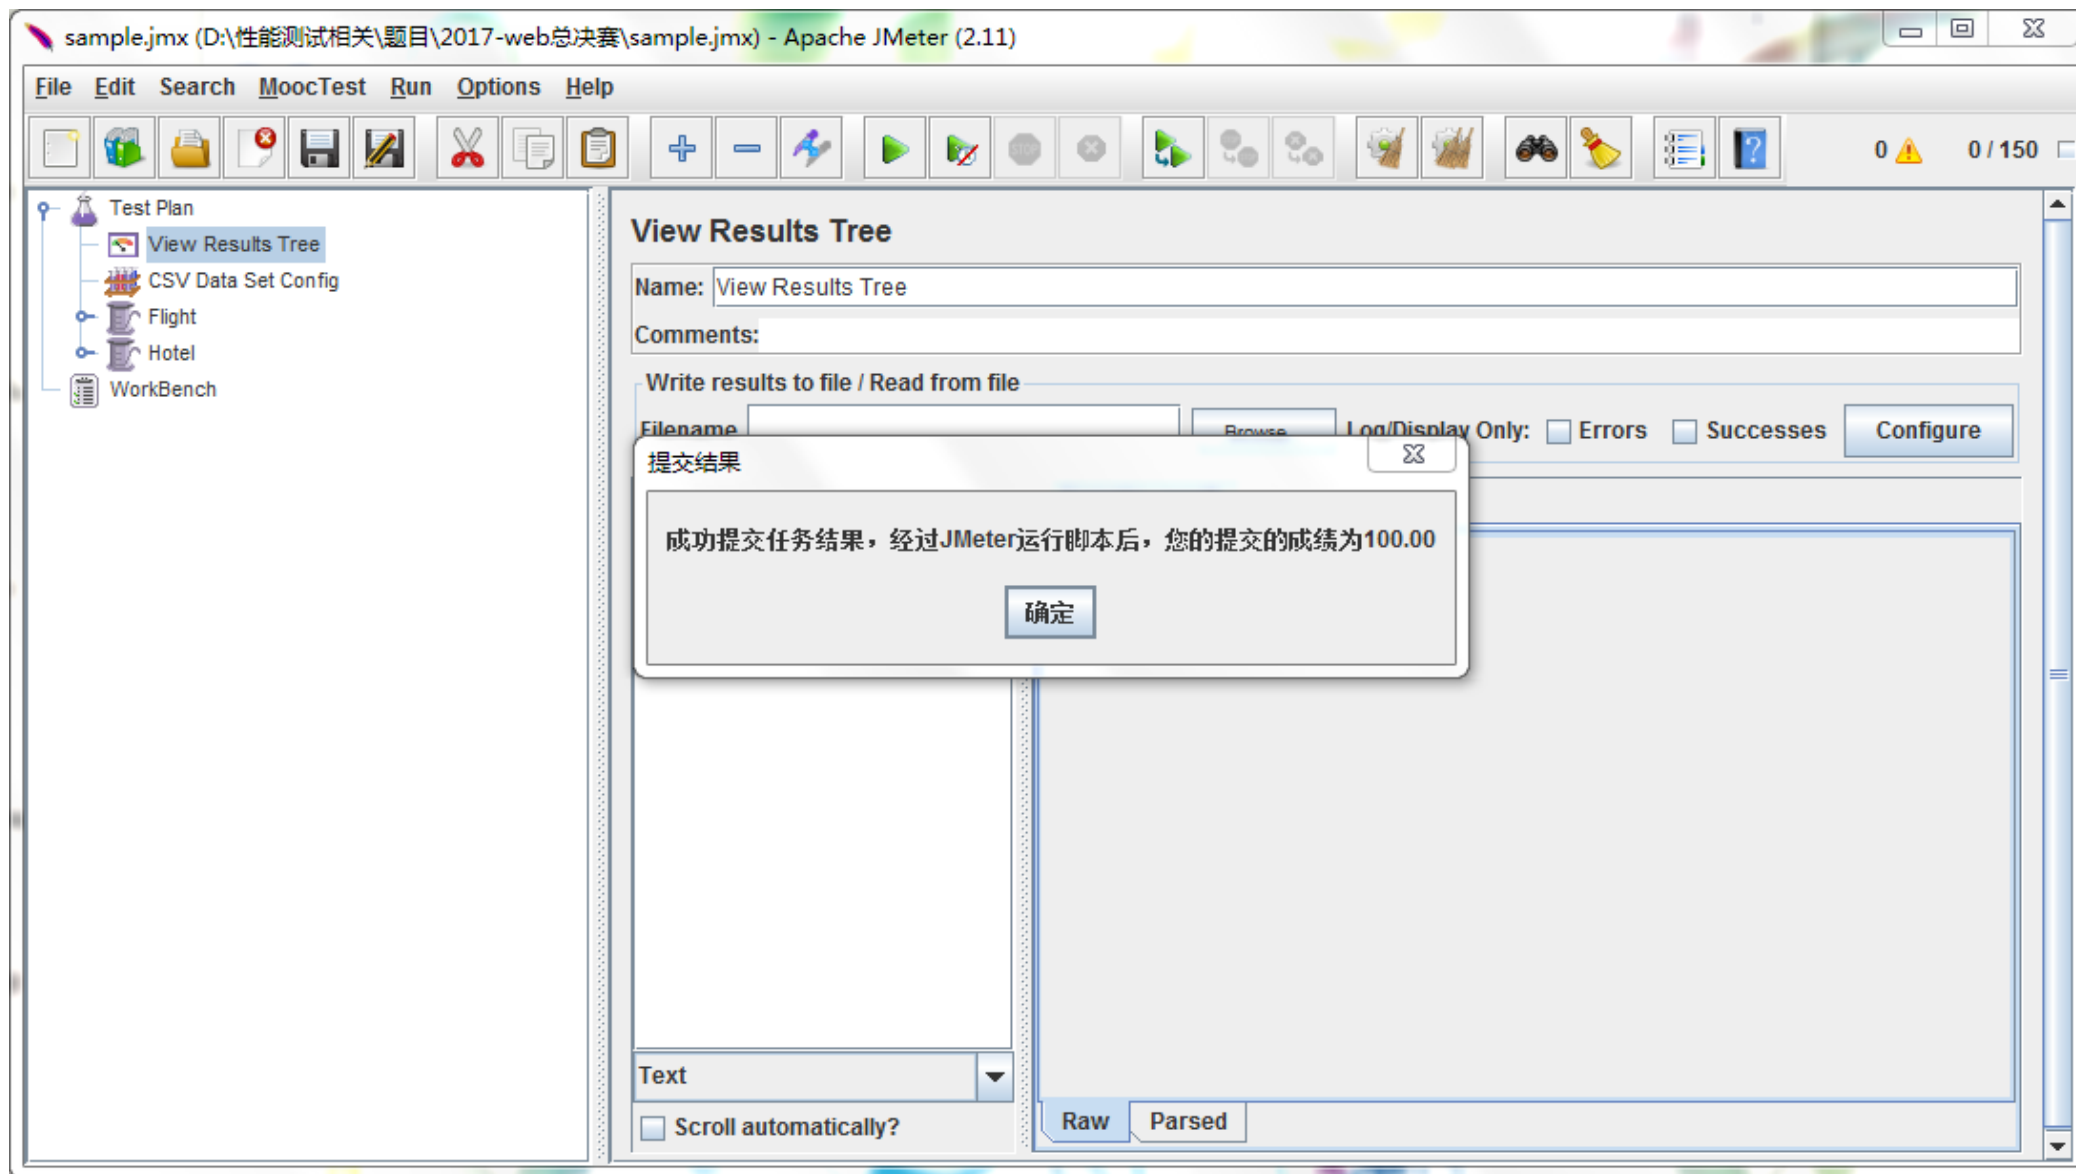 sample.jmx (D:\性能测试相关\题目\2017-web总决赛\sample.jmx) - Apache JMeter (2.11)
File Edit Search MoocTest Run Options Help
STOP
0 0 / 150
Test Plan
View Results Tree
CSV Data Set Config
Flight
Hotel
WorkBench
View Results Tree
Name: View Results Tree
Comments:
Write results to file / Read from file
Filename Browse... Log/Display Only: Errors Successes Configure
提交结果
成功提交任务结果，经过JMeter运行脚本后，您的提交的成绩为100.00
确定
Text
Scroll automatically?
Raw Parsed